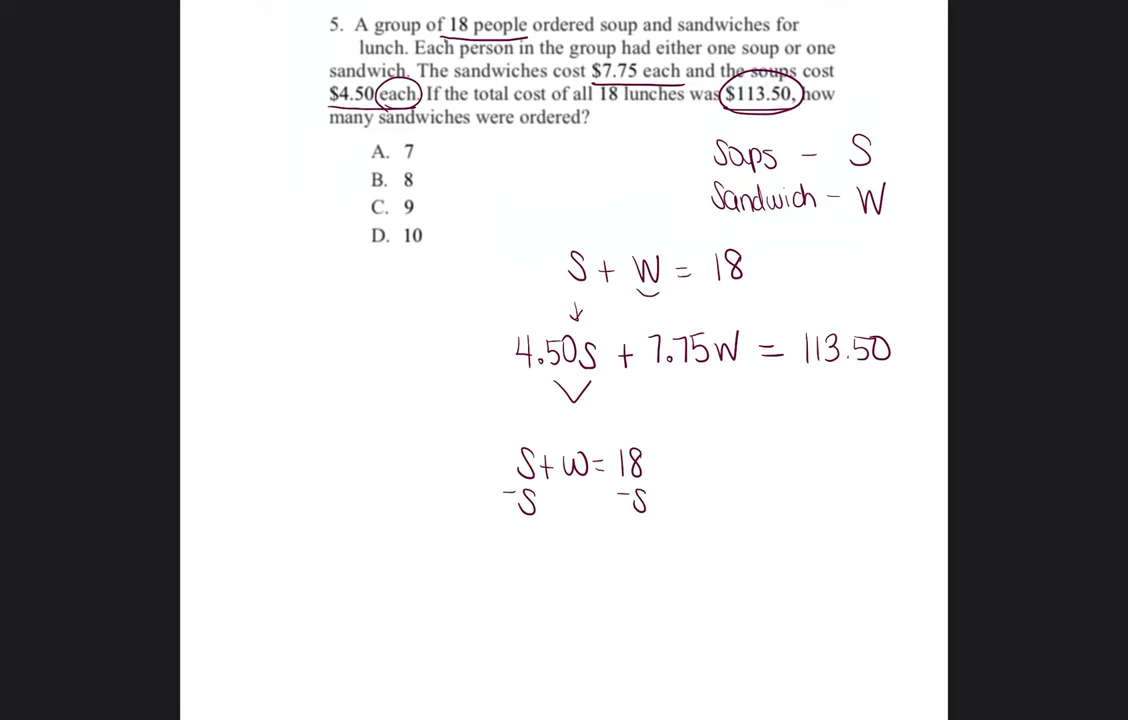 5. A group of 18 people ordered soup and sandwiches for
lunch. Each person in the group had either one soup or one
sandwich. The sandwiches cost $7.75 each and the soups cost
$4.50 each. If the total cost of all 18 lunches was $113.50, how
many sandwiches were ordered?
A. 7
B. 8
C. 9
D. 10
Soups - S
Sandwich - W
S + W = 18
4.50S + 7.75W = 113.50
S+W=18
-S -S